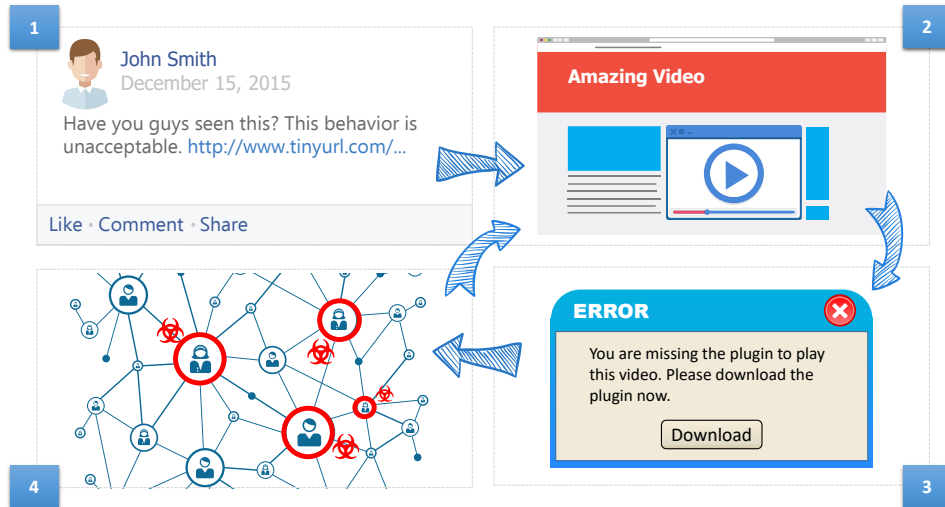 1
John Smith
December 15, 2015
Have you guys seen this? This behavior is
unacceptable. http://www.tinyurl.com/...
Like • Comment • Share
2
Amazing Video
ERROR
You are missing the plugin to play
this video. Please download the
plugin now.
Download
3
4